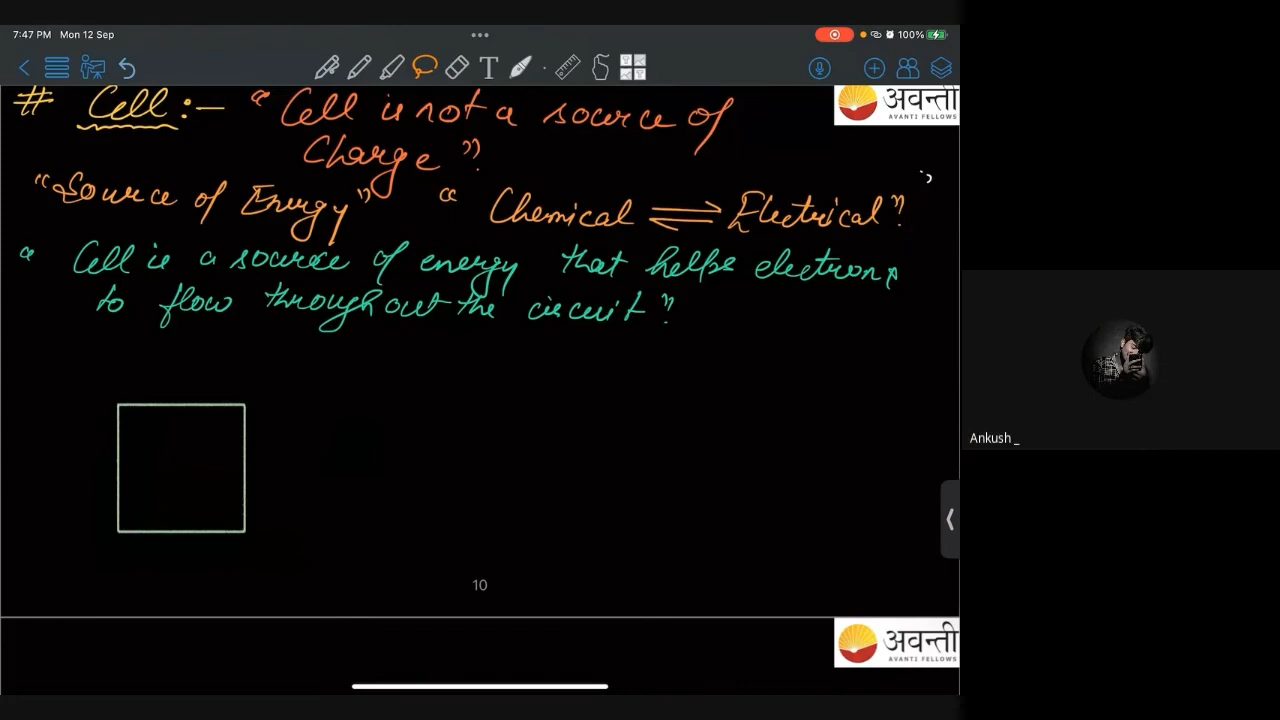 7:47 PM Mon 12 Sep
100%
# Cell :- "Cell is not a source of
Charge"
अवन्ती
AVANTI FELLOWS
"Source of Energy" " Chemical ⇌ Electrical"
" Cell is a source of energy that helps electrons
to flow throughout the circuit"
Ankush _
10
अवन्ती
AVANTI FELLOWS